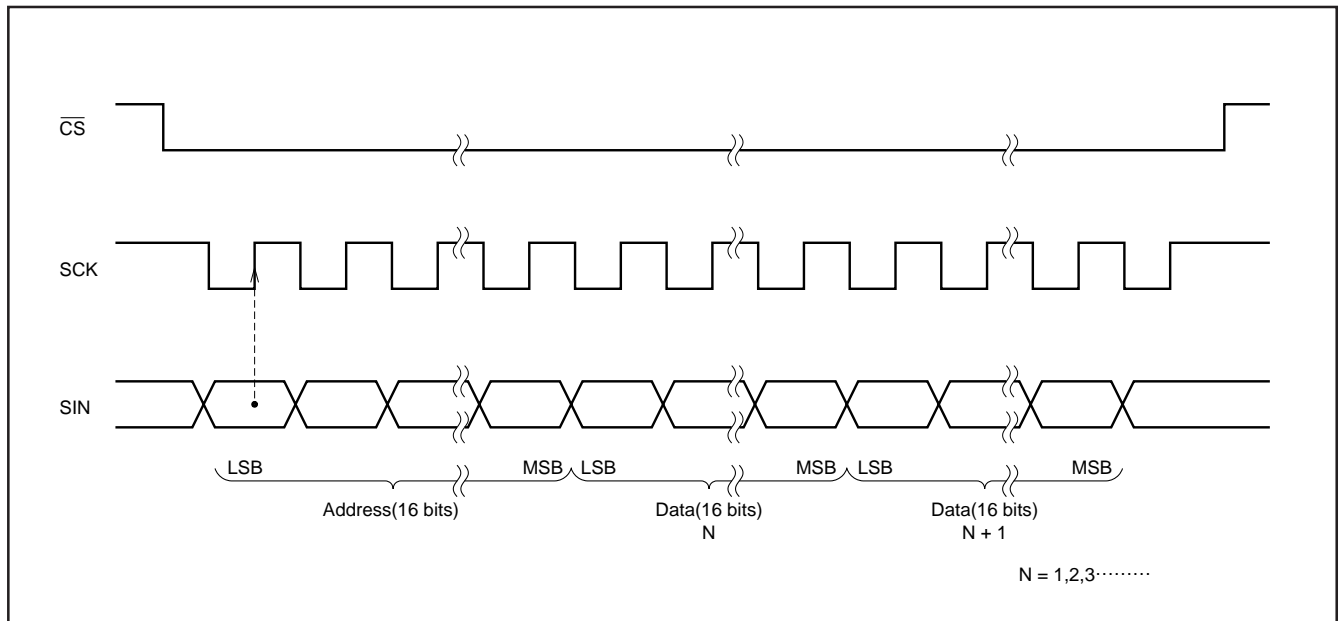 CS
SCK
SIN
LSB MSB LSB MSB LSB MSB
Address(16 bits) Data(16 bits) Data(16 bits)
N N + 1
N = 1,2,3·········